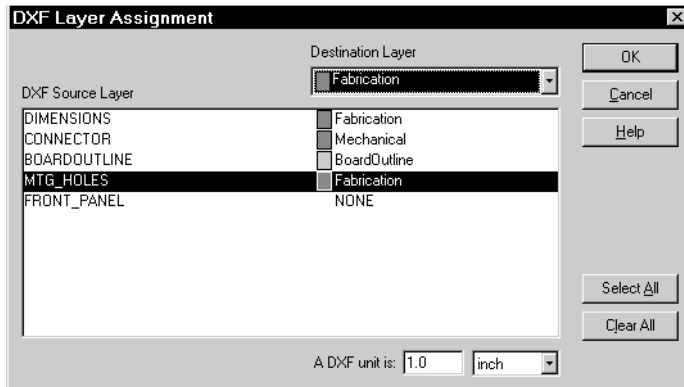 DXF Layer Assignment
Destination Layer
Fabrication
DXF Source Layer
DIMENSIONS Fabrication
CONNECTOR Mechanical
BOARDOUTLINE BoardOutline
MTG_HOLES Fabrication
FRONT_PANEL NONE
A DXF unit is: 1.0 inch
OK
Cancel
Help
Select All
Clear All